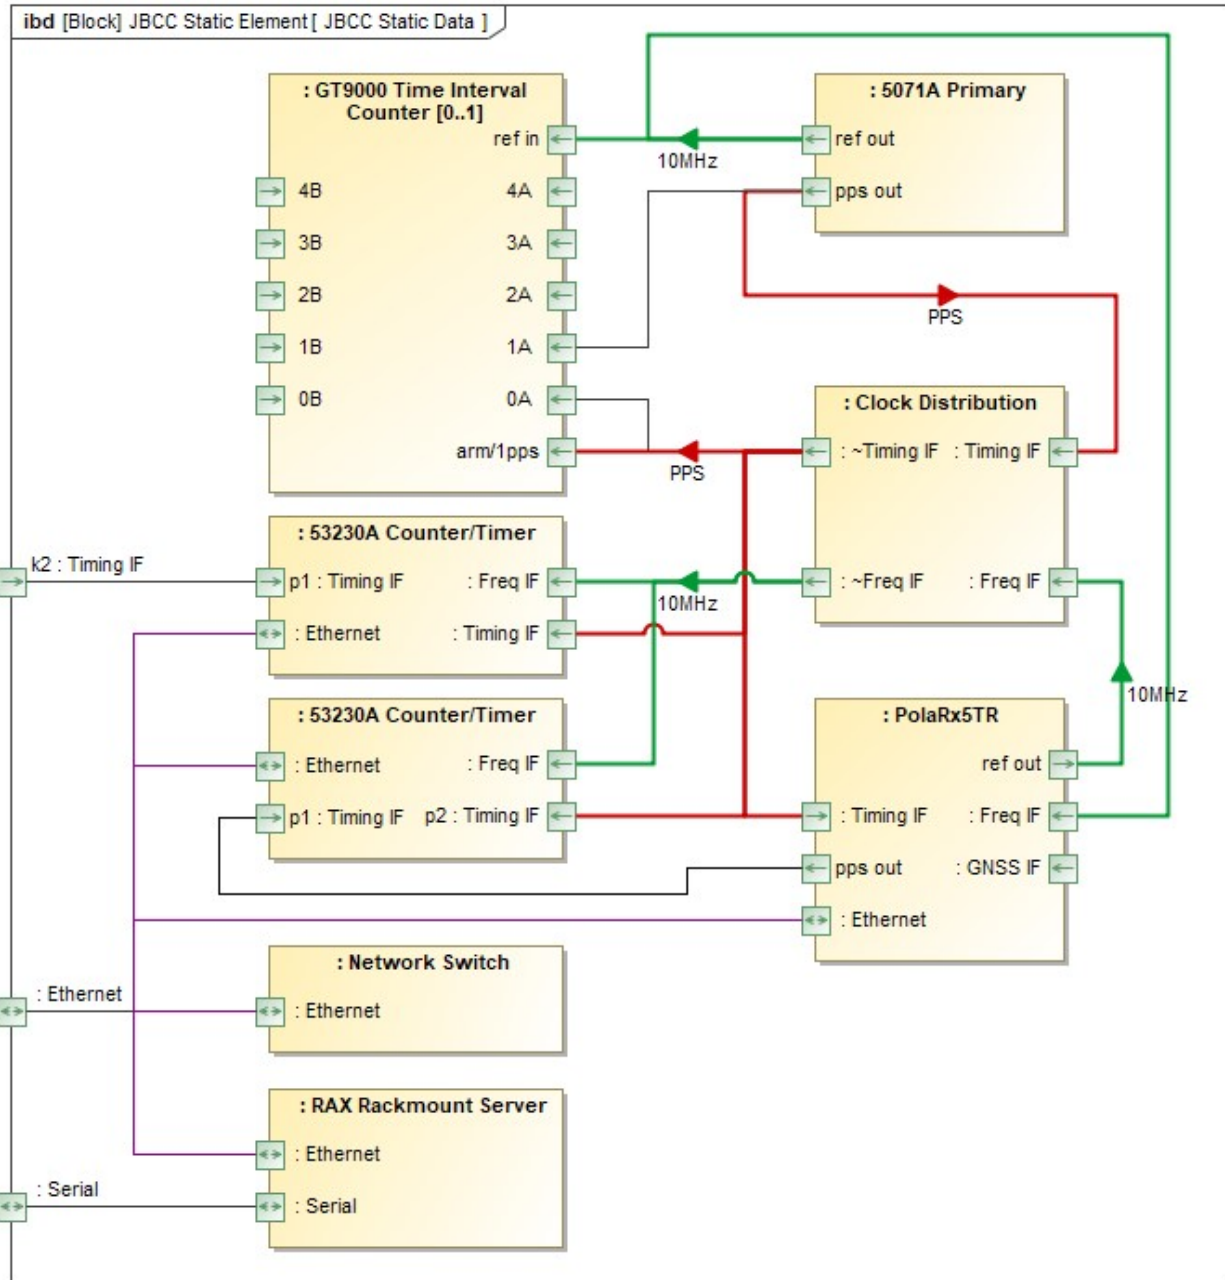 ibd [Block] JBCC Static Element [ JBCC Static Data ]
: GT9000 Time Interval
Counter [0..1]
ref in
4B
4A
3B
3A
2B
2A
1B
1A
0B
0A
arm/1pps
: 5071A Primary
ref out
pps out
10MHz
PPS
: Clock Distribution
: ~Timing IF
: Timing IF
: ~Freq IF
: Freq IF
PPS
k2 : Timing IF
: 53230A Counter/Timer
p1 : Timing IF
: Freq IF
: Ethernet
: Timing IF
10MHz
: 53230A Counter/Timer
: Ethernet
: Freq IF
p1 : Timing IF
p2 : Timing IF
10MHz
: PolaRx5TR
ref out
: Timing IF
: Freq IF
pps out
: GNSS IF
: Ethernet
: Ethernet
: Network Switch
: Ethernet
: RAX Rackmount Server
: Ethernet
: Serial
: Serial